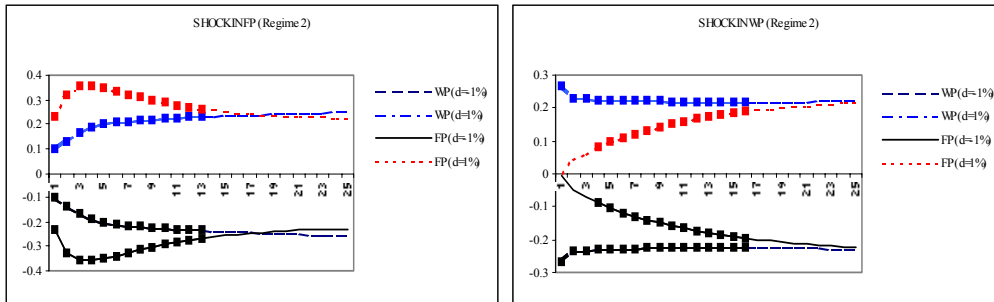 SHOCKINFP (Regime 2)
0.4
0.3
0.2
0.1
0
-0.1
-0.2
-0.3
-0.4
1 3 5 7 9 11 13 15 17 19 21 23 25
WP(d=-1%)
WP(d=1%)
FP(d=-1%)
FP(d=1%)
SHOCKINWP (Regime 2)
0.3
0.2
0.1
0
-0.1
-0.2
-0.3
1 3 5 7 9 11 13 15 17 19 21 23 25
WP(d=-1%)
WP(d=1%)
FP(d=-1%)
FP(d=1%)